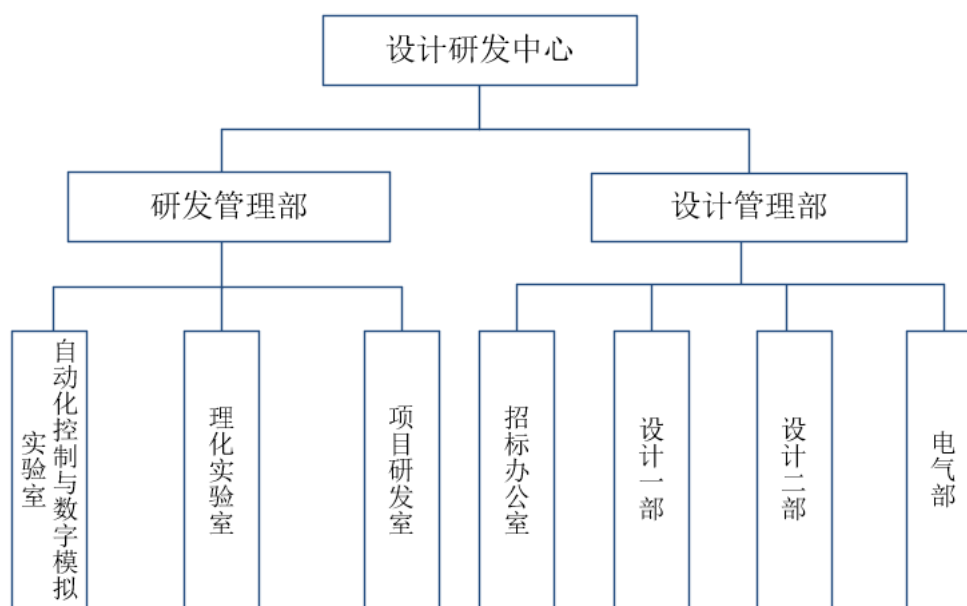 设计研发中心
研发管理部
设计管理部
自动化控制与数字模拟
实验室
理化实验室
项目研发室
招标办公室
设计一部
设计二部
电气部